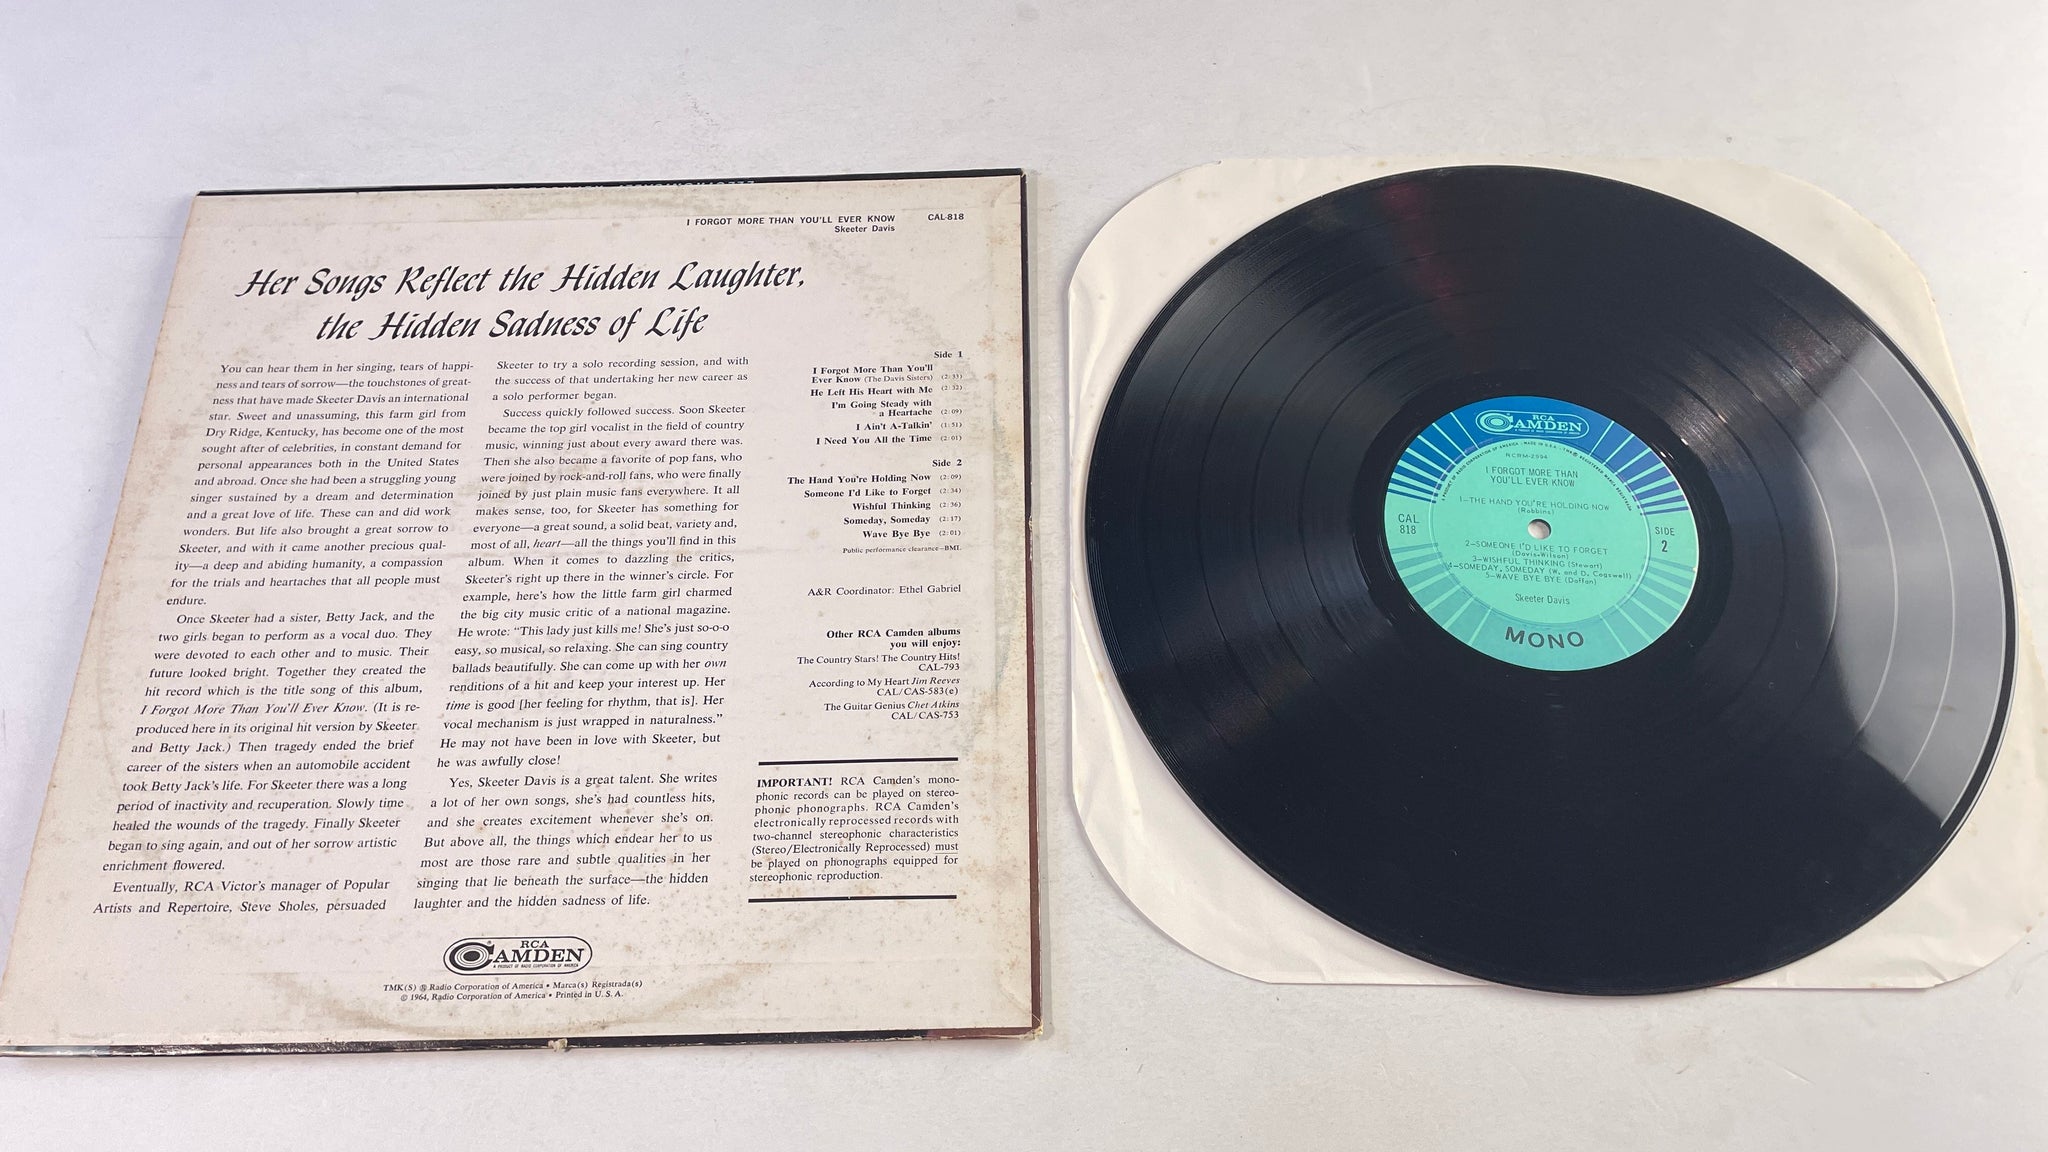 I FORGOT MORE THAN YOU'LL EVER KNOW CAL-818
Skeeter Davis
Her Songs Reflect the Hidden Laughter,
the Hidden Sadness of Life
You can hear them in her singing, tears of happi-
ness and tears of sorrow—the touchstones of great-
ness that have made Skeeter Davis an international
star. Sweet and unassuming, this farm girl from
Dry Ridge, Kentucky, has become one of the most
sought after of celebrities, in constant demand for
personal appearances both in the United States
and abroad. Once she had been a struggling young
singer sustained by a dream and determination
and a great love of life. These can and did work
wonders. But life also brought a great sorrow to
Skeeter, and with it came another precious qual-
ity—a deep and abiding humanity, a compassion
for the trials and heartaches that all people must
endure.
Once Skeeter had a sister, Betty Jack, and the
two girls began to perform as a vocal duo. They
were devoted to each other and to music. Their
future looked bright. Together they created the
hit record which is the title song of this album,
I Forgot More Than You'll Ever Know. (It is re-
produced here in its original hit version by Skeeter
and Betty Jack.) Then tragedy ended the brief
career of the sisters when an automobile accident
took Betty Jack's life. For Skeeter there was a long
period of inactivity and recuperation. Slowly time
healed the wounds of the tragedy. Finally Skeeter
began to sing again, and out of her sorrow artistic
enrichment flowered.
Eventually, RCA Victor's manager of Popular
Artists and Repertoire, Steve Sholes, persuaded
Skeeter to try a solo recording session, and with
the success of that undertaking her new career as
a solo performer began.
Success quickly followed success. Soon Skeeter
became the top girl vocalist in the field of country
music, winning just about every award there was.
Then she also became a favorite of pop fans, who
were joined by rock-and-roll fans, who were finally
joined by just plain music fans everywhere. It all
makes sense, too, for Skeeter has something for
everyone—a great sound, a solid beat, variety and,
most of all, heart—all the things you'll find in this
album. When it comes to dazzling the critics,
Skeeter's right up there in the winner's circle. For
example, here's how the little farm girl charmed
the big city music critic of a national magazine.
He wrote: "This lady just kills me! She's just so-o-o
easy, so musical, so relaxing. She can sing country
ballads beautifully. She can come up with her own
renditions of a hit and keep your interest up. Her
time is good [her feeling for rhythm, that is]. Her
vocal mechanism is just wrapped in naturalness."
He may not have been in love with Skeeter, but
he was awfully close!
Yes, Skeeter Davis is a great talent. She writes
a lot of her own songs, she's had countless hits,
and she creates excitement whenever she's on.
But above all, the things which endear her to us
most are those rare and subtle qualities in her
singing that lie beneath the surface—the hidden
laughter and the hidden sadness of life.
Side 1
I Forgot More Than You'll
Ever Know (The Davis Sisters) (2:33)
He Left His Heart with Me (2:32)
I'm Going Steady with
a Heartache (2:09)
I Ain't A-Talkin' (1:51)
I Need You All the Time (2:01)
Side 2
The Hand You're Holding Now (2:09)
Someone I'd Like to Forget (2:34)
Wishful Thinking (2:36)
Someday, Someday (2:17)
Wave Bye Bye (2:01)
Public performance clearance—BMI
A&R Coordinator: Ethel Gabriel
Other RCA Camden albums
you will enjoy:
The Country Stars! The Country Hits!
CAL-793
According to My Heart Jim Reeves
CAL/CAS-583(e)
The Guitar Genius Chet Atkins
CAL/CAS-753
IMPORTANT! RCA Camden's mono-
phonic records can be played on stereo-
phonic phonographs. RCA Camden's
electronically reprocessed records with
two-channel stereophonic characteristics
(Stereo/Electronically Reprocessed) must
be played on phonographs equipped for
stereophonic reproduction.
RCA
CAMDEN
A PRODUCT OF RADIO CORPORATION OF AMERICA
TMK(S) ® Radio Corporation of America • Marca(s) Registrada(s)
© 1964, Radio Corporation of America • Printed in U. S. A.
RCA
CAMDEN
NCRM-2994
I FORGOT MORE THAN
YOU'LL EVER KNOW
1—THE HAND YOU'RE HOLDING NOW
(Robbins)
CAL
818
SIDE
2
2—SOMEONE I'D LIKE TO FORGET
(Davis-Wilson)
3—WISHFUL THINKING (Stewart)
4—SOMEDAY, SOMEDAY (W. and D. Cogswell)
5—WAVE BYE BYE (Daffan)
Skeeter Davis
MONO